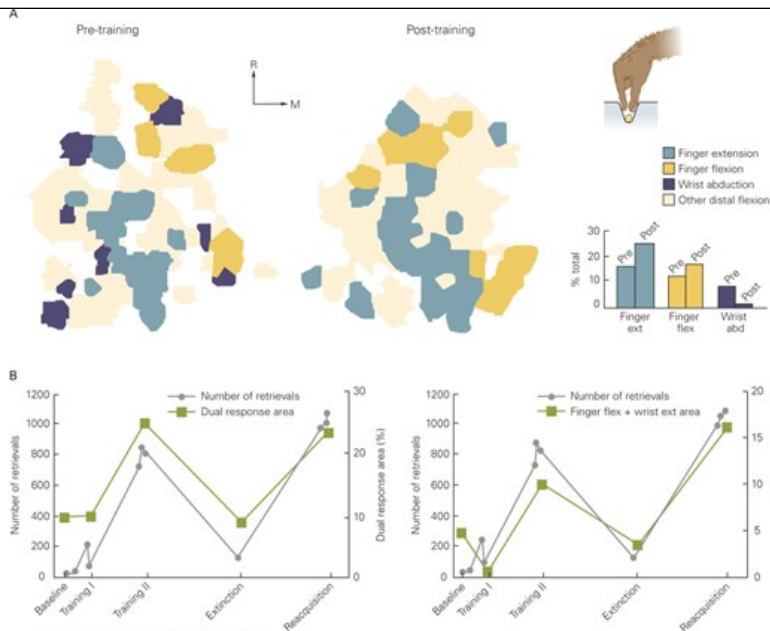 A
Pre-training
Post-training
R
M
Finger extension
Finger flexion
Wrist abduction
Other distal flexion
% total
30
20
10
0
Pre
Post
Pre
Post
Pre
Post
Finger ext
Finger flex
Wrist abd
B
Number of retrievals
1200
1000
800
600
400
200
0
Number of retrievals
Dual response area
30
20
10
0
Dual response area (%)
Baseline
Training I
Training II
Extinction
Reacquisition
Number of retrievals
1200
1000
800
600
400
200
0
Number of retrievals
Finger flex + wrist ext area
20
15
10
5
0
Baseline
Training I
Training II
Extinction
Reacquisition